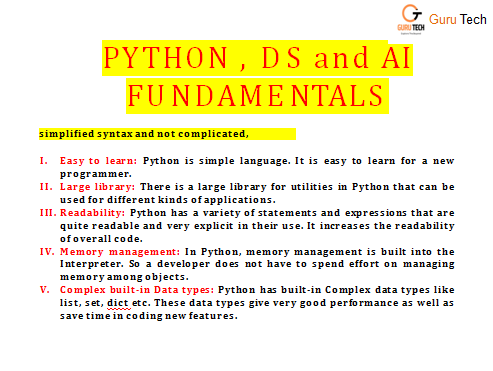 GURU TECH
Guru Tech
PYTHON , DS and AI
FUNDAMENTALS
simplified syntax and not complicated,
I. Easy to learn: Python is simple language. It is easy to learn for a new
programmer.
II. Large library: There is a large library for utilities in Python that can be
used for different kinds of applications.
III. Readability: Python has a variety of statements and expressions that are
quite readable and very explicit in their use. It increases the readability
of overall code.
IV. Memory management: In Python, memory management is built into the
Interpreter. So a developer does not have to spend effort on managing
memory among objects.
V. Complex built-in Data types: Python has built-in Complex data types like
list, set, dict etc. These data types give very good performance as well as
save time in coding new features.